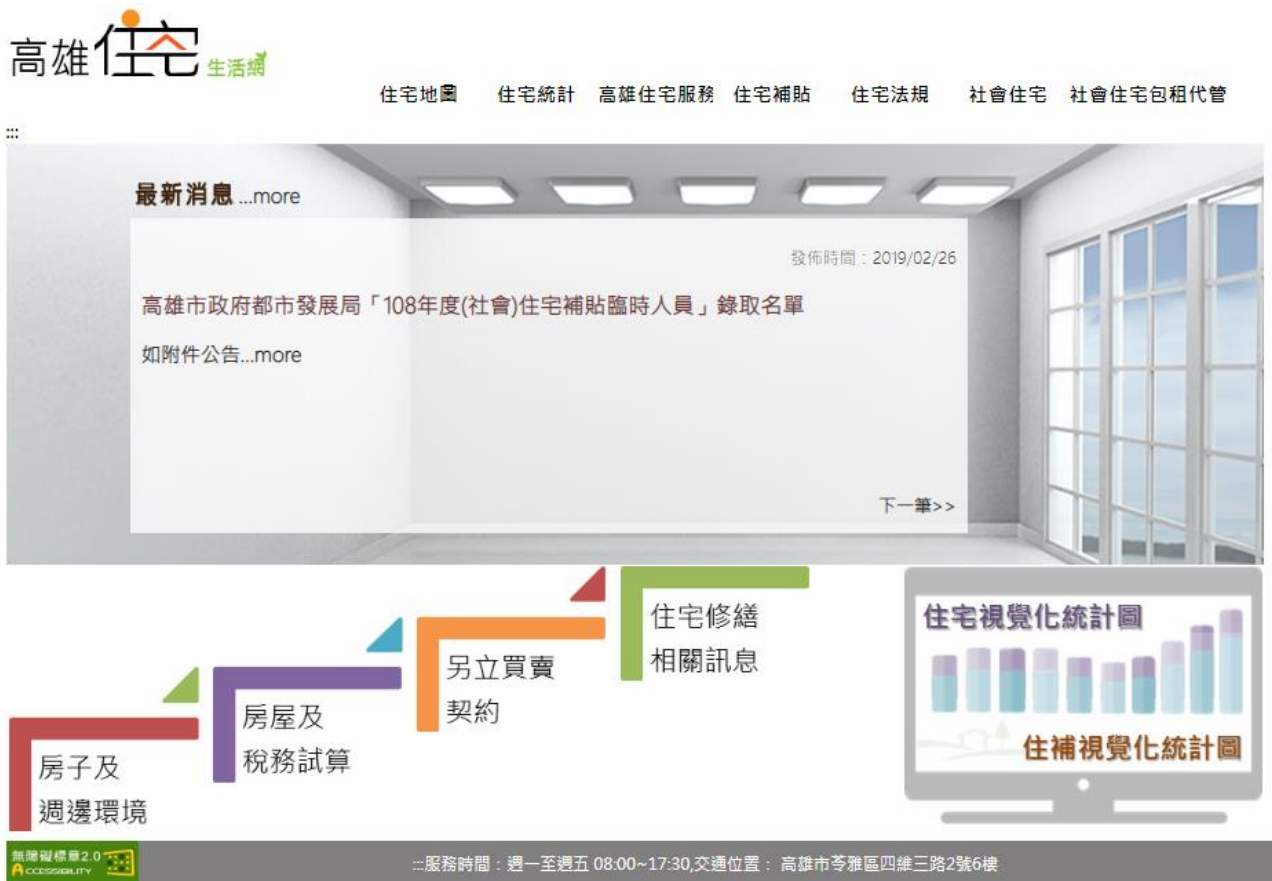 高雄住宅生活網
住宅地圖 住宅統計 高雄住宅服務 住宅補貼 住宅法規 社會住宅 社會住宅包租代管
:::
最新消息...more
發佈時間：2019/02/26
高雄市政府都市發展局「108年度(社會)住宅補貼臨時人員」錄取名單
如附件公告...more
下一筆>>
住宅修繕
相關訊息
另立買賣
契約
房屋及
稅務試算
房子及
週邊環境
住宅視覺化統計圖
住補視覺化統計圖
無障礙標章2.0
ACCESSIBILITY
:::服務時間：週一至週五 08:00~17:30,交通位置： 高雄市苓雅區四維三路2號6樓